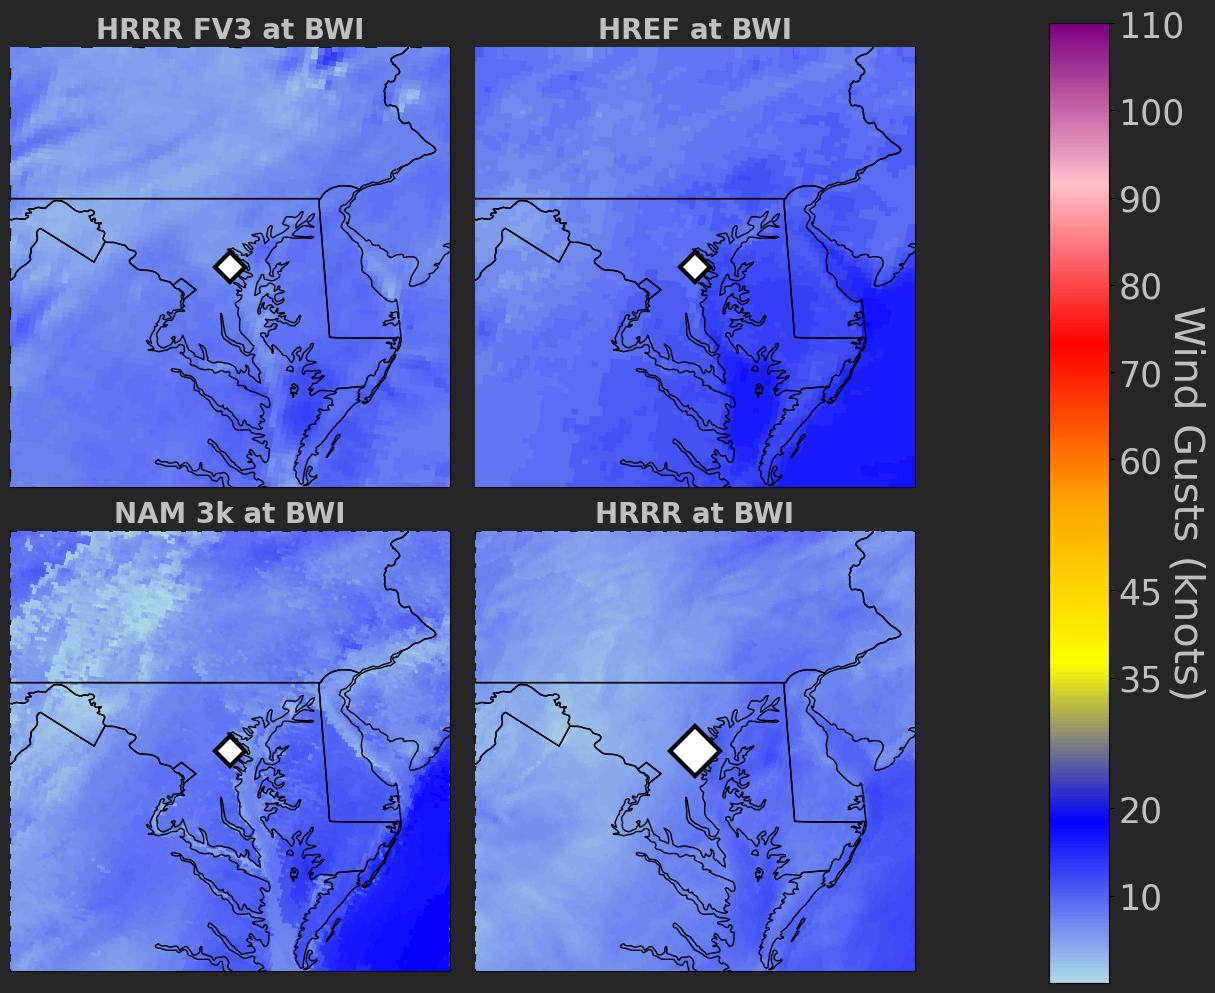 HRRR FV3 at BWI
HREF at BWI
NAM 3k at BWI
HRRR at BWI
110
100
90
80
70
60
45
35
20
10
Wind Gusts (knots)